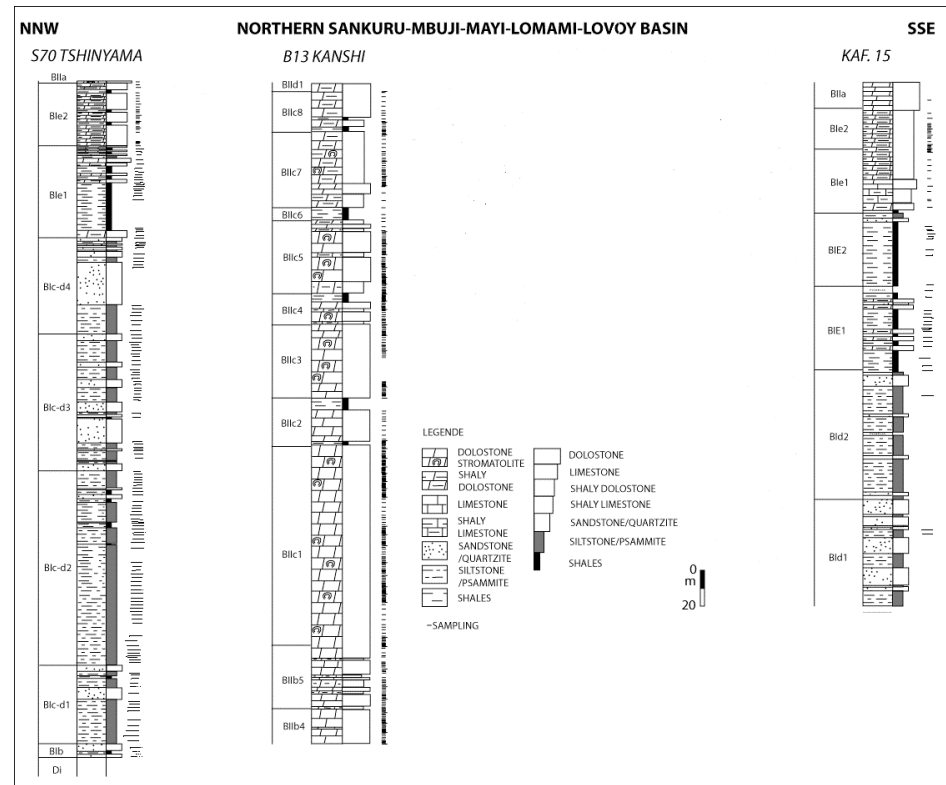 NNW
NORTHERN SANKURU-MBUJI-MAYI-LOMAMI-LOVOY BASIN
SSE
S70 TSHINYAMA
B13 KANSHI
KAF. 15
BIIa
BIe2
BIe1
BIc-d4
BIc-d3
BIc-d2
BIc-d1
BIb
Di
BIId1
BIIc8
BIIc7
BIIc6
BIIc5
BIIc4
BIIc3
BIIc2
BIIc1
BIIb5
BIIb4
BIIa
BIe2
BIe1
BIE2
BIE1
BId2
BId1
LEGENDE
DOLOSTONE
STROMATOLITE
SHALY
DOLOSTONE
LIMESTONE
SHALY
LIMESTONE
SANDSTONE
/QUARTZITE
SILTSTONE
/PSAMMITE
SHALES
DOLOSTONE
LIMESTONE
SHALY DOLOSTONE
SHALY LIMESTONE
SANDSTONE/QUARTZITE
SILTSTONE/PSAMMITE
SHALES
–SAMPLING
0
m
20